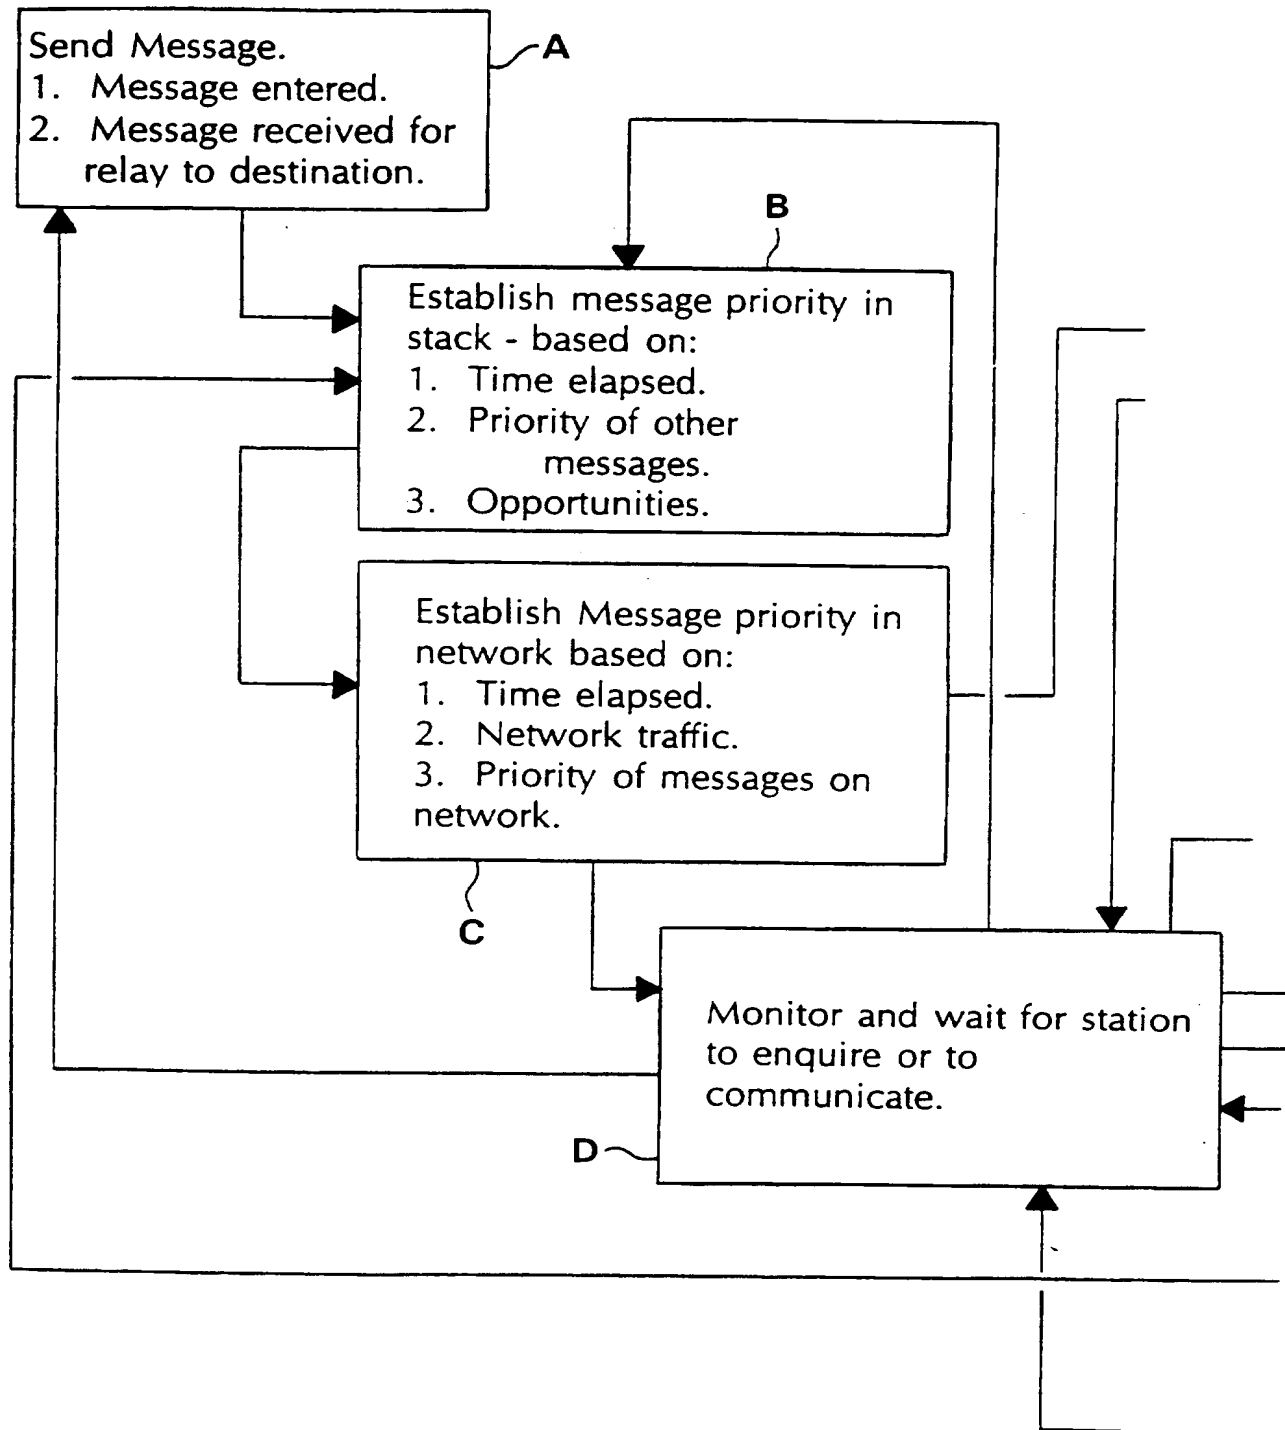 Send Message.
1. Message entered.
2. Message received for
relay to destination.
A
B
Establish message priority in
stack - based on:
1. Time elapsed.
2. Priority of other
messages.
3. Opportunities.
Establish Message priority in
network based on:
1. Time elapsed.
2. Network traffic.
3. Priority of messages on
network.
C
Monitor and wait for station
to enquire or to
communicate.
D